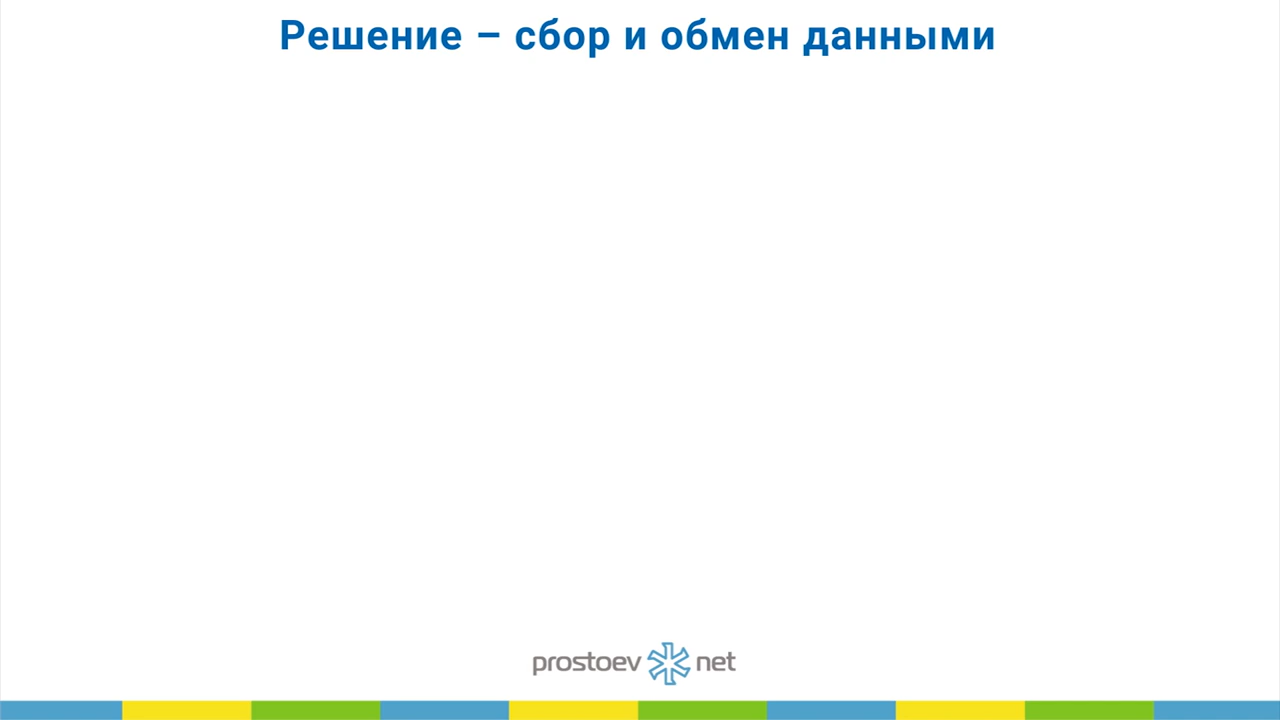 Решение – сбор и обмен данными
prostoev net